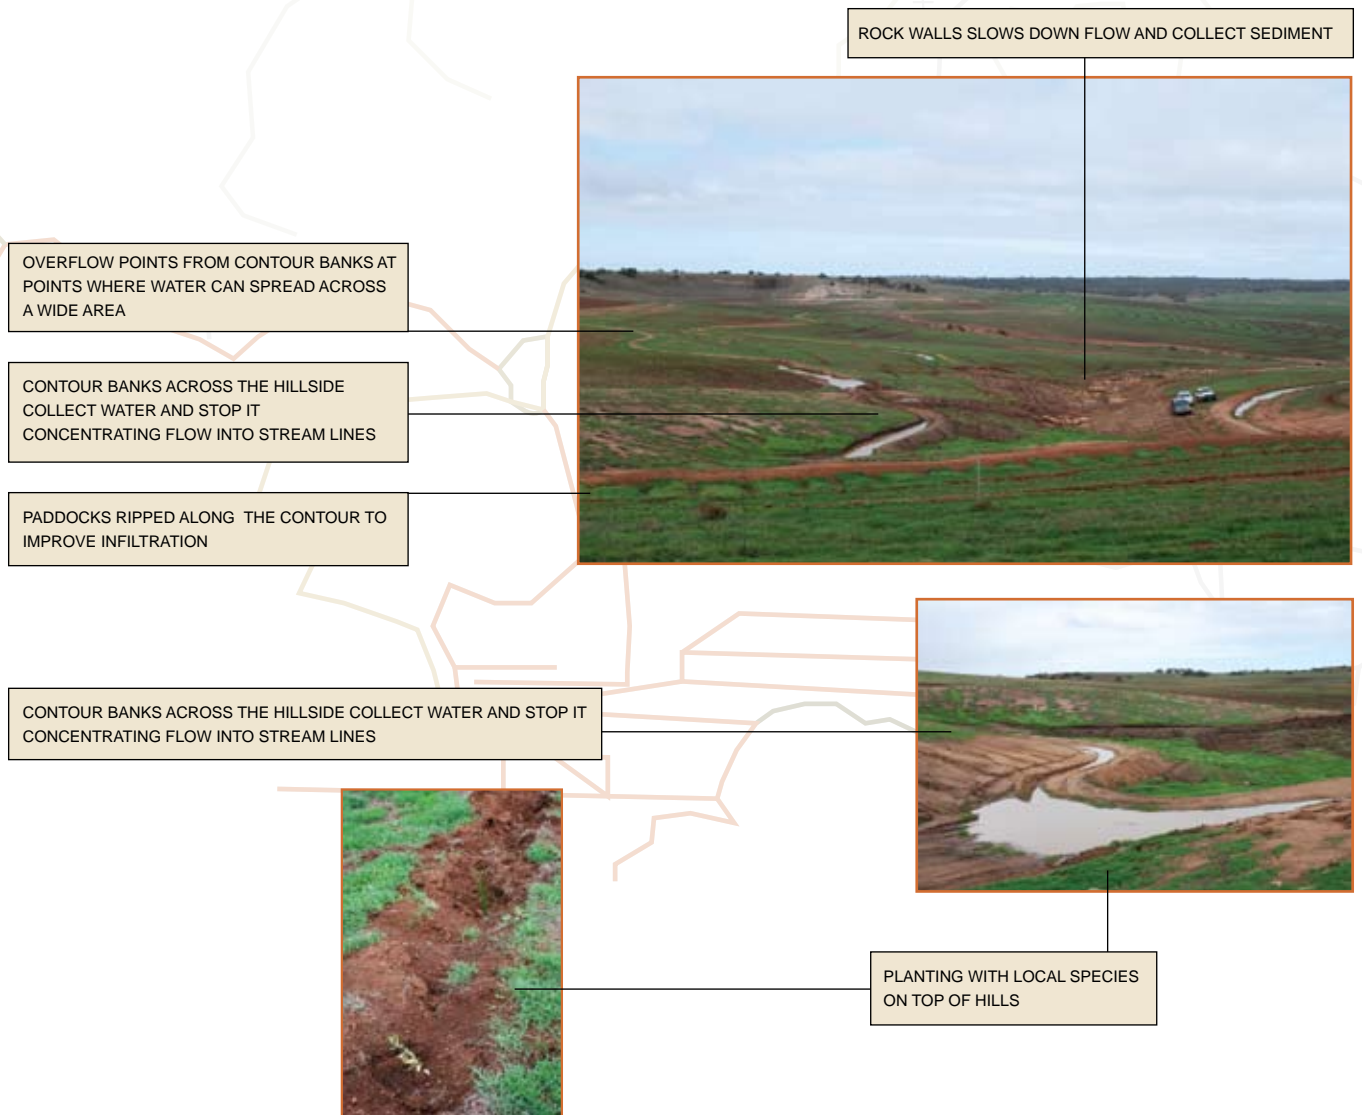 ROCK WALLS SLOWS DOWN FLOW AND COLLECT SEDIMENT
OVERFLOW POINTS FROM CONTOUR BANKS AT
POINTS WHERE WATER CAN SPREAD ACROSS
A WIDE AREA
CONTOUR BANKS ACROSS THE HILLSIDE
COLLECT WATER AND STOP IT
CONCENTRATING FLOW INTO STREAM LINES
PADDOCKS RIPPED ALONG THE CONTOUR TO
IMPROVE INFILTRATION
CONTOUR BANKS ACROSS THE HILLSIDE COLLECT WATER AND STOP IT
CONCENTRATING FLOW INTO STREAM LINES
PLANTING WITH LOCAL SPECIES
ON TOP OF HILLS